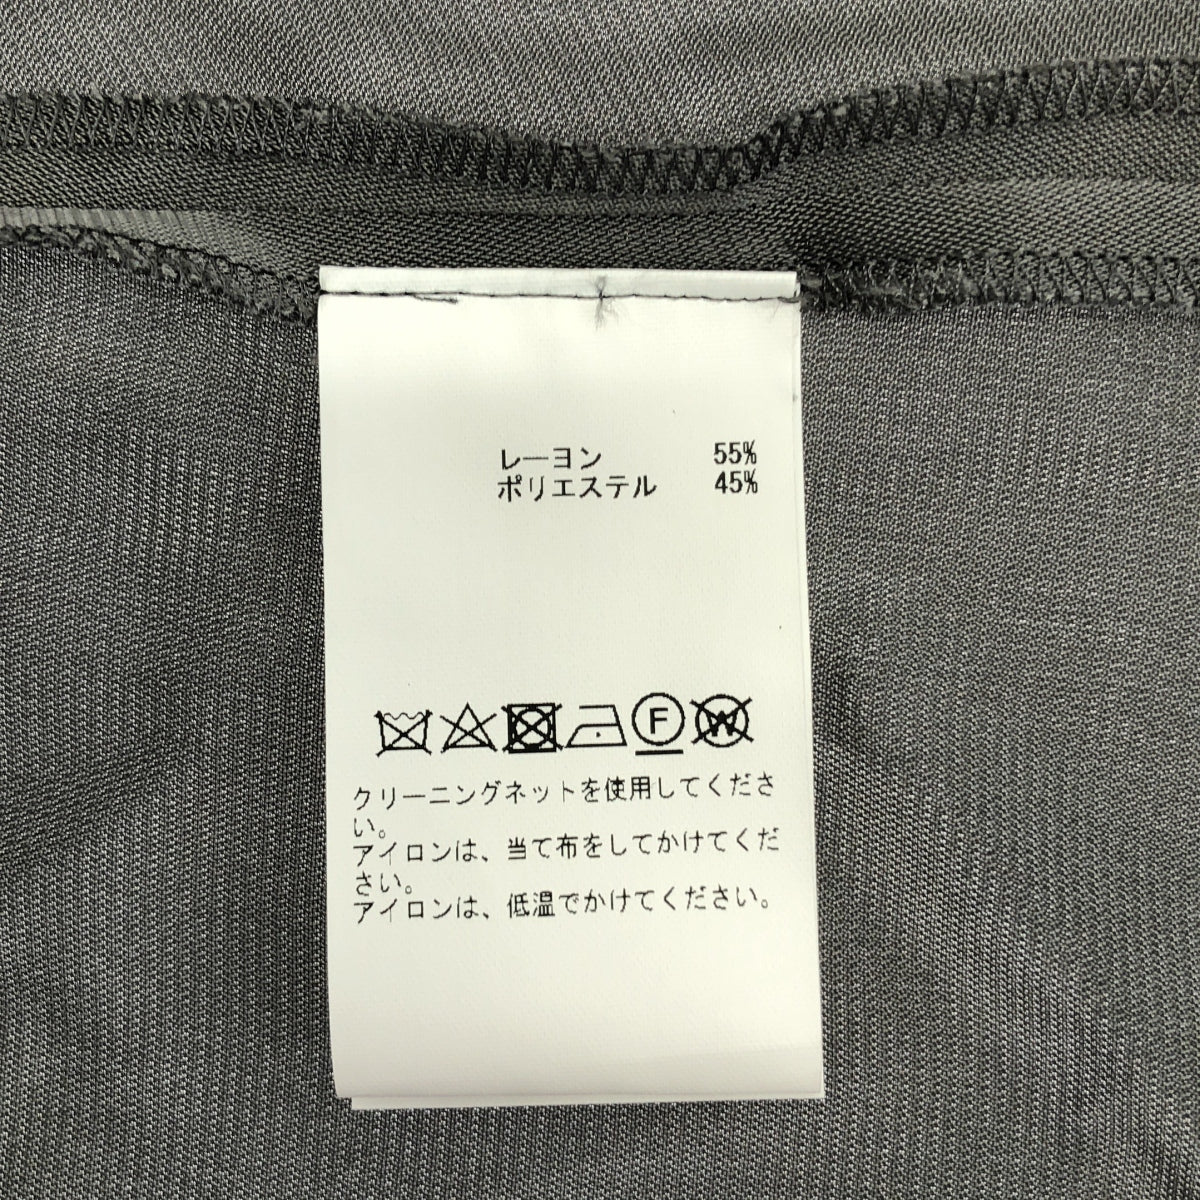 レーヨン 55%
ポリエステル 45%
F W
クリーニングネットを使用してくださ
い。
アイロンは、当て布をしてかけてくだ
さい。
アイロンは、低温でかけてください。